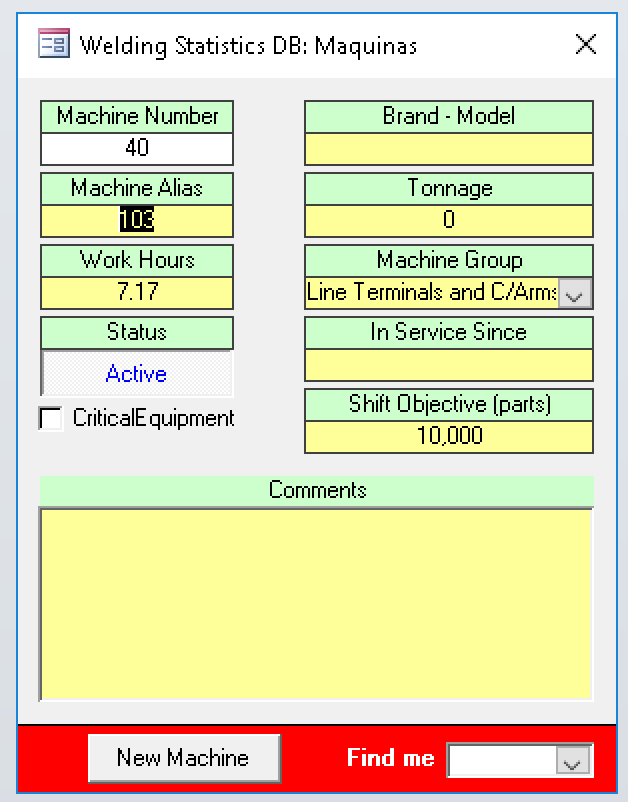 Welding Statistics DB: Maquinas
Machine Number
40
Brand - Model
Machine Alias
103
Tonnage
0
Work Hours
7.17
Machine Group
Line Terminals and C/Arms
Status
Active
In Service Since
CriticalEquipment
Shift Objective (parts)
10,000
Comments
New Machine
Find me